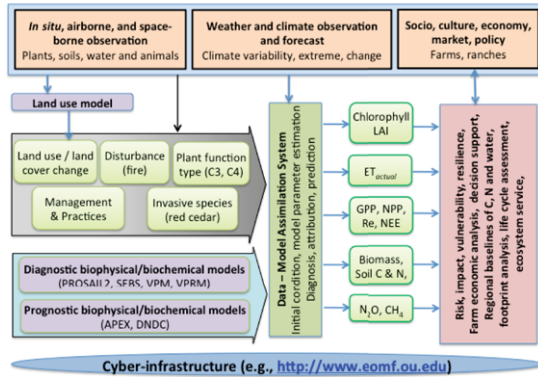 In situ, airborne, and space-
borne observation
Plants, soils, water and animals
Weather and climate observation
and forecast
Climate variability, extreme, change
Socio, culture, economy,
market, policy
Farms, ranches
Land use model
Land use / land
cover change
Disturbance
(fire)
Plant function
type (C3, C4)
Management
& Practices
Invasive species
(red cedar)
Diagnostic biophysical/biochemical models
(PROSAIL2, SEBS, VPM, VPRM)
Prognostic biophysical/biochemical models
(APEX, DNDC)
Data – Model Assimilation System
Initial condition, model parameter estimation
Diagnosis, attribution, prediction
Chlorophyll
LAI
ETactual
GPP, NPP,
Re, NEE
Biomass,
Soil C & N,
N2O, CH4
Risk, impact, vulnerability, resilience,
Farm economic analysis, decision support,
Regional baselines of C, N and water,
footprint analysis, life cycle assessment,
ecosystem service,
Cyber-infrastructure (e.g., http://www.eomf.ou.edu)